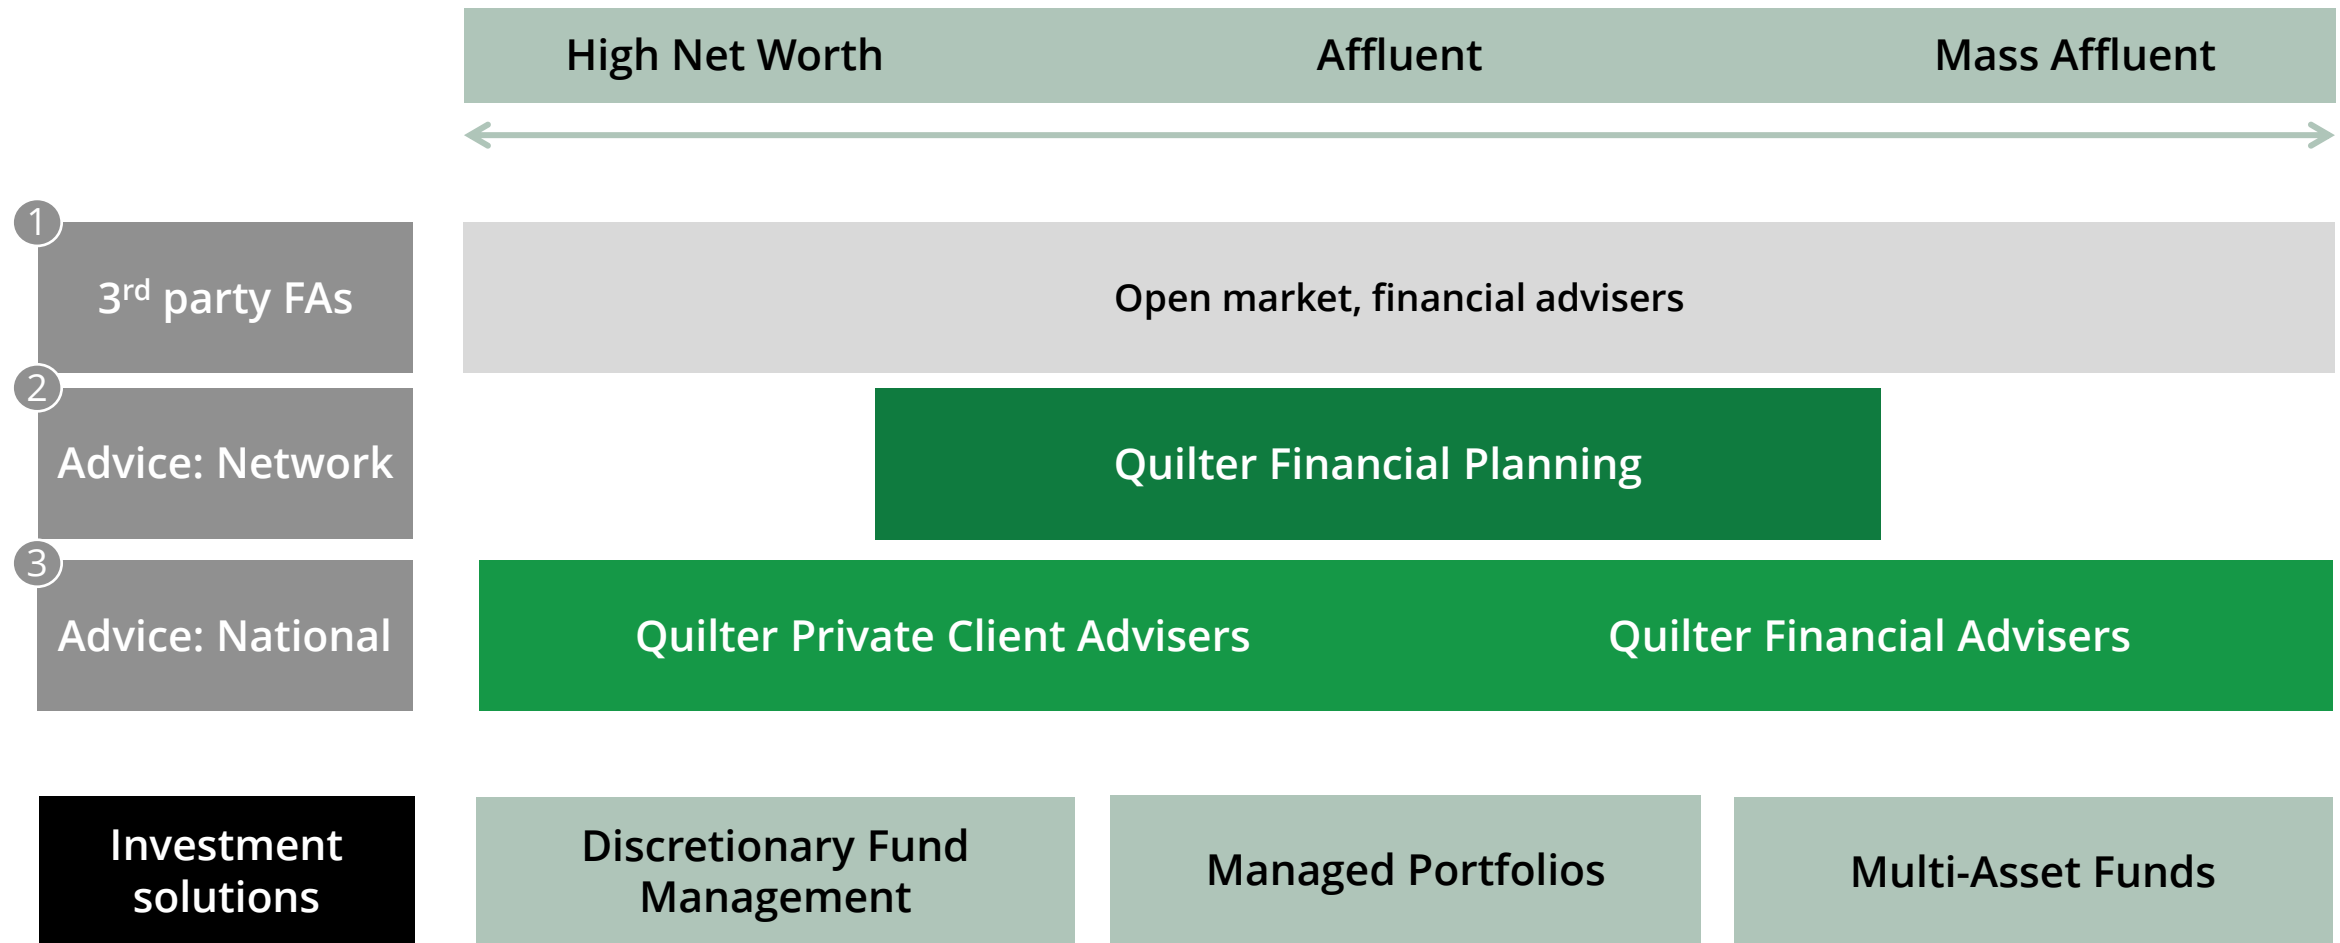 High Net Worth
Affluent
Mass Affluent
1
3rd party FAs
Open market, financial advisers
2
Advice: Network
Quilter Financial Planning
3
Advice: National
Quilter Private Client Advisers
Quilter Financial Advisers
Investment
solutions
Discretionary Fund
Management
Managed Portfolios
Multi-Asset Funds